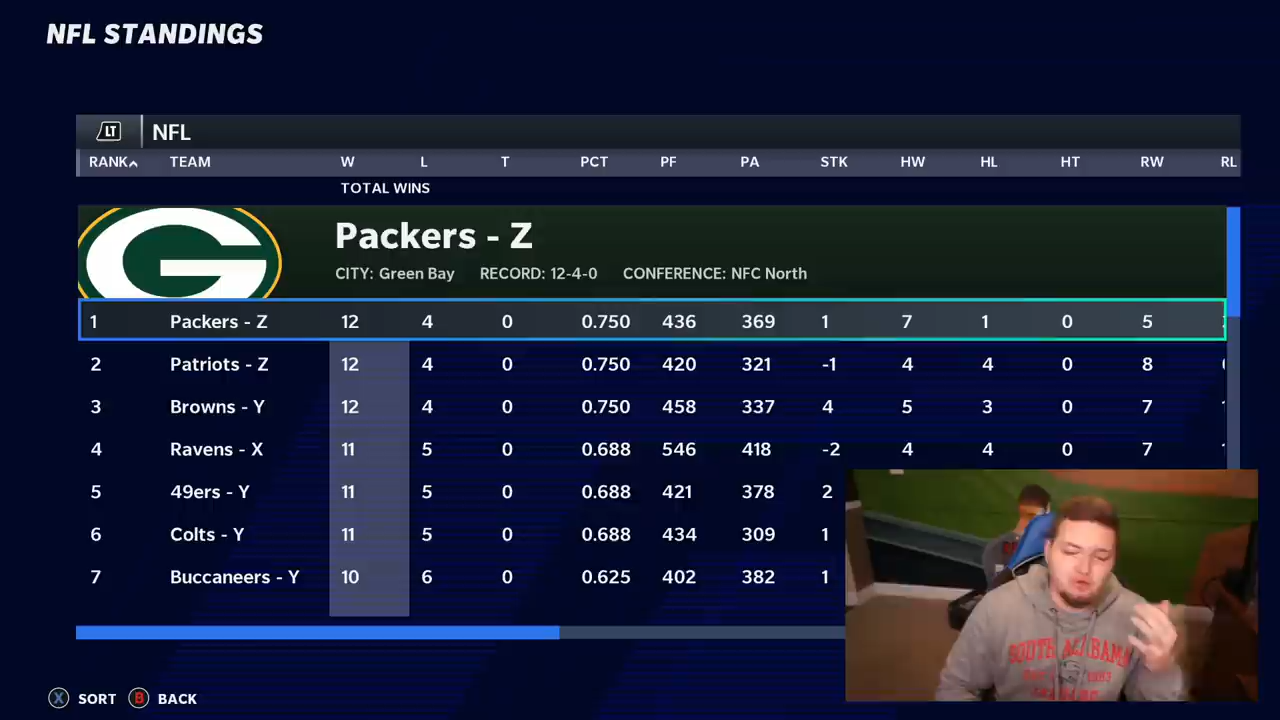 NFL STANDINGS
LT NFL
RANK TEAM W L T PCT PF PA STK HW HL HT RW RL
TOTAL WINS
Packers - Z
CITY: Green Bay RECORD: 12-4-0 CONFERENCE: NFC North
1 Packers - Z 12 4 0 0.750 436 369 1 7 1 0 5
2 Patriots - Z 12 4 0 0.750 420 321 -1 4 4 0 8
3 Browns - Y 12 4 0 0.750 458 337 4 5 3 0 7
4 Ravens - X 11 5 0 0.688 546 418 -2 4 4 0 7
5 49ers - Y 11 5 0 0.688 421 378 2
6 Colts - Y 11 5 0 0.688 434 309 1
7 Buccaneers - Y 10 6 0 0.625 402 382 1
SOUTH ALABAMA
X SORT B BACK